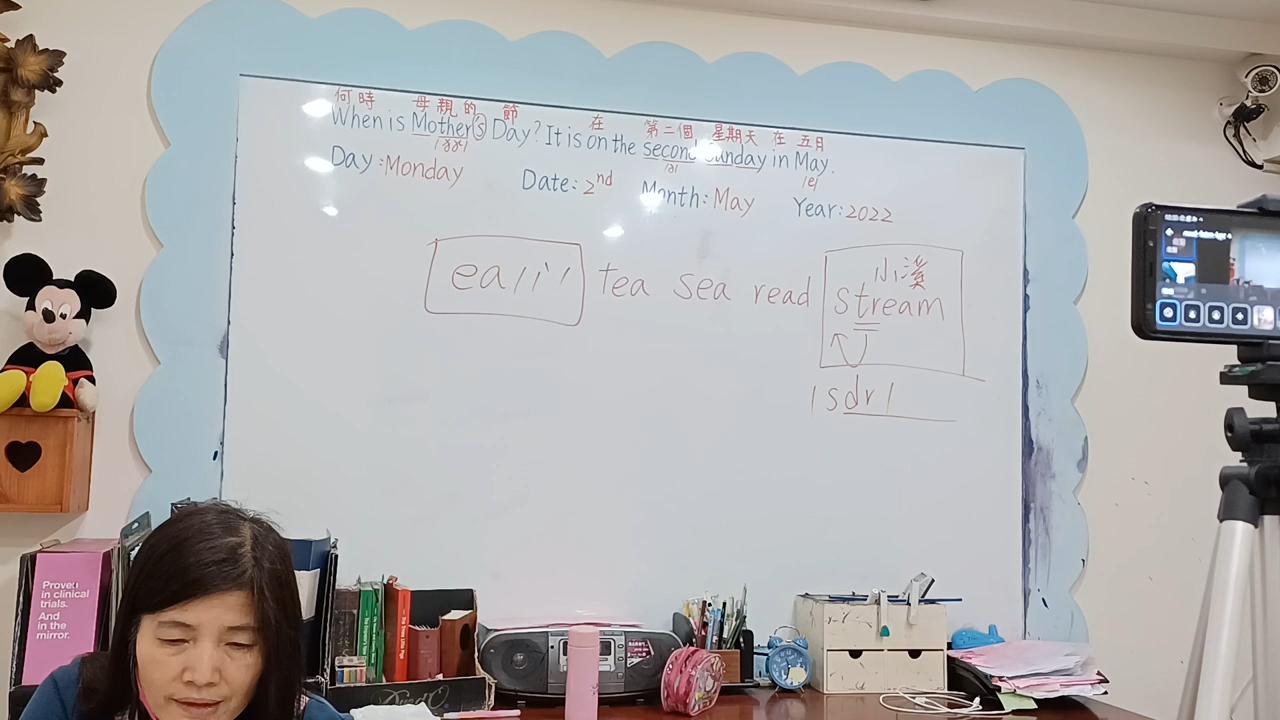 何時 母親的 節 在 第二個 星期天 在 五月
When is Mother's Day? It is on the second Sunday in May.
/ə/ /e/
Day: Monday Date: 2nd Month: May Year: 2022
ea /i/ tea sea read
小溪
stream
/sdr/
Proven
in clinical
trials.
And
in the
mirror.